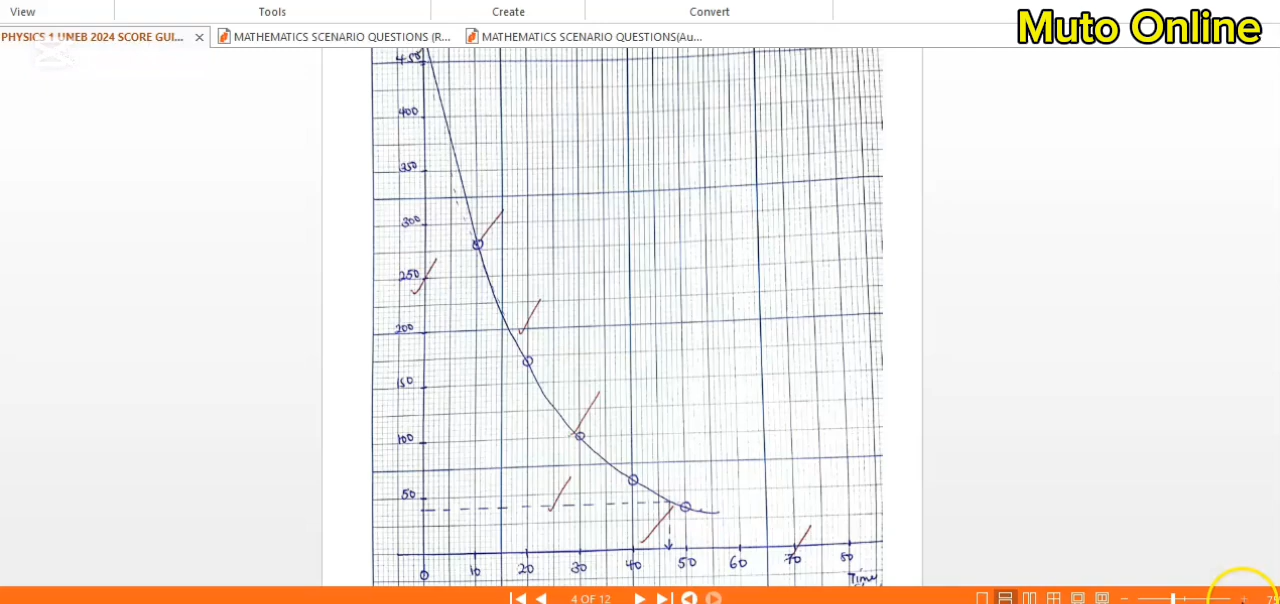 View Tools Create Convert
Muto Online
PHYSICS 1 UNEB 2024 SCORE GUI... MATHEMATICS SCENARIO QUESTIONS (R... MATHEMATICS SCENARIO QUESTIONS(Au...
450
400
350
300
250
200
150
100
50
0 10 20 30 40 50 60 70 80
Time
4 OF 12